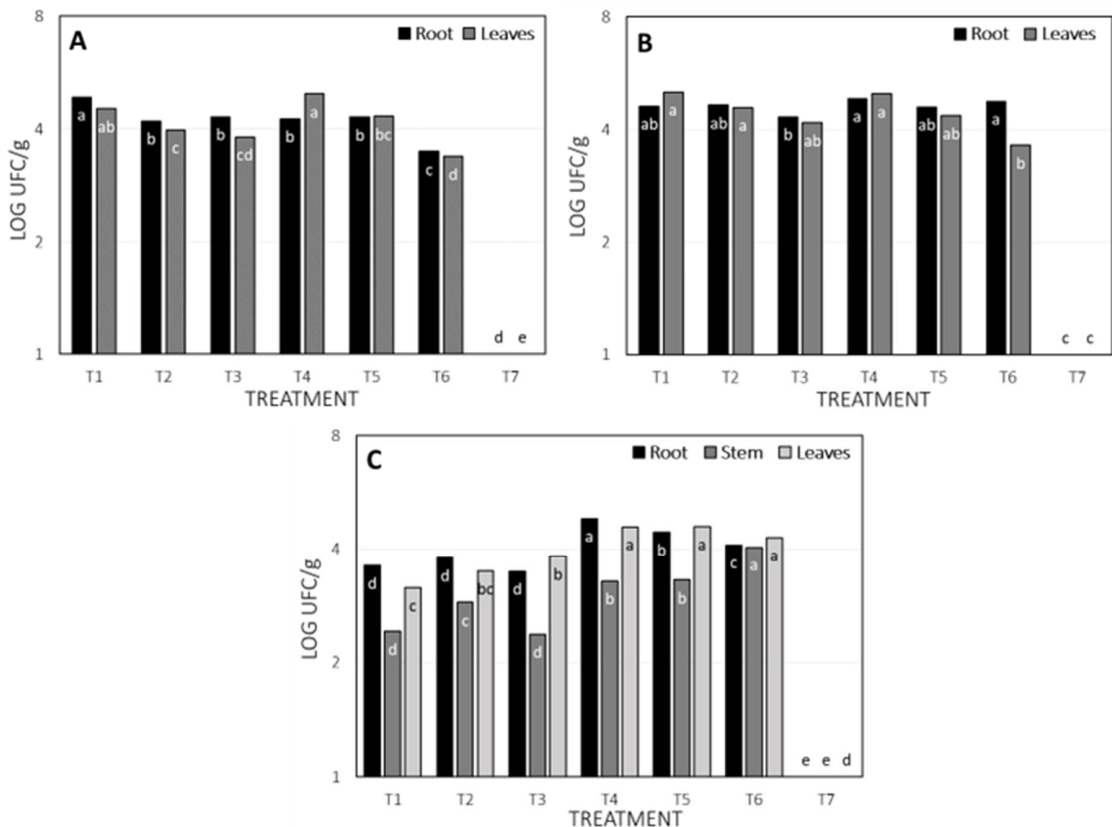 A
Root Leaves
LOG UFC/g
8
4
2
1
a ab b c b cd b a b bc c d d e
T1 T2 T3 T4 T5 T6 T7
TREATMENT
B
Root Leaves
LOG UFC/g
8
4
2
1
ab a ab a b ab a a ab ab a b c c
T1 T2 T3 T4 T5 T6 T7
TREATMENT
C
Root Stem Leaves
LOG UFC/g
8
4
2
1
d d c d c bc d d b a b a b b a c a a e e d
T1 T2 T3 T4 T5 T6 T7
TREATMENT